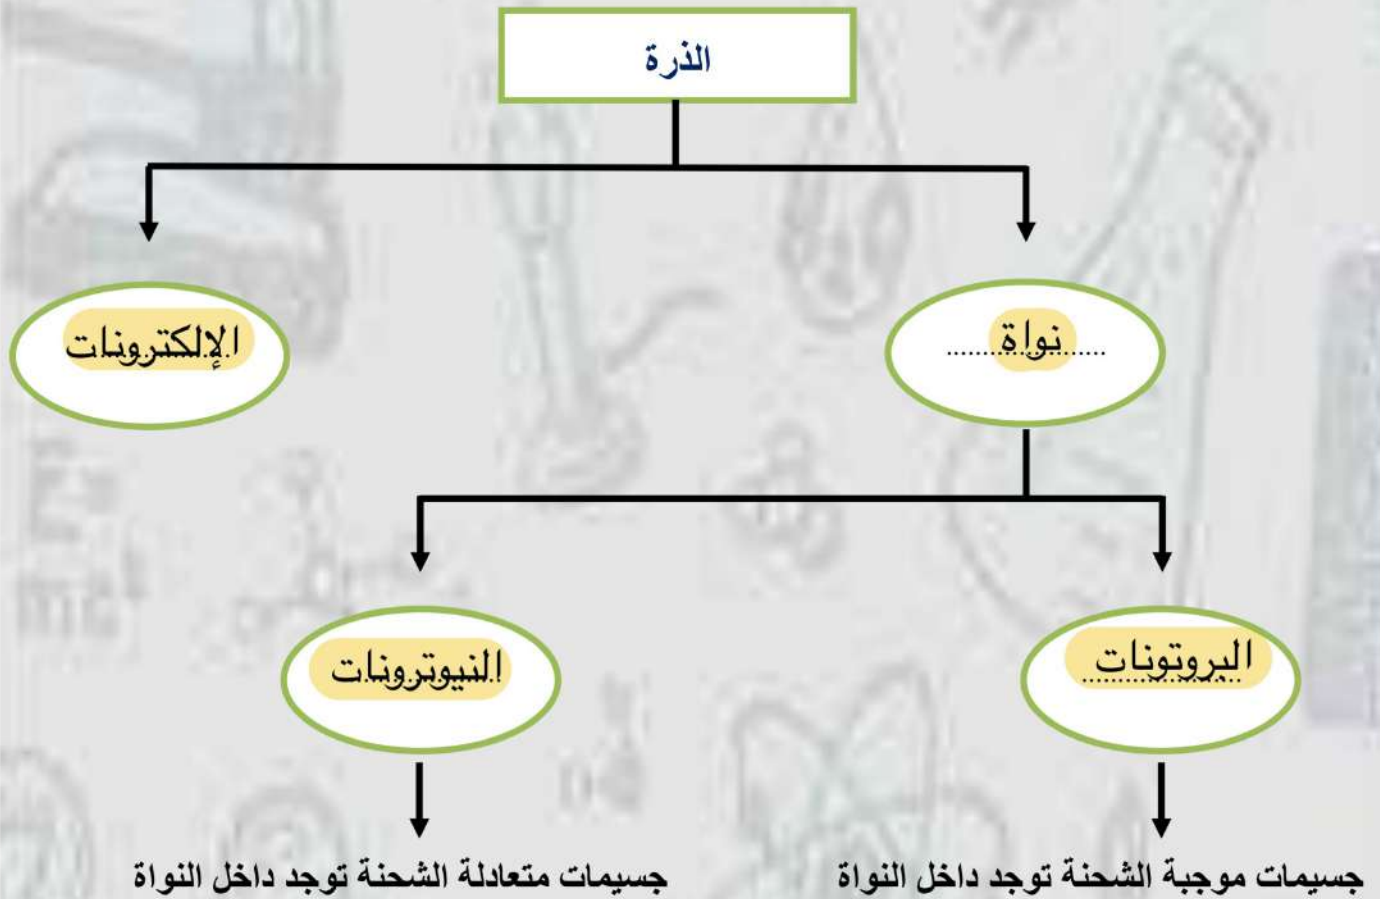 الذرة
نواة
الإلكترونات
البروتونات
النيوترونات
جسيمات موجبة الشحنة توجد داخل النواة
جسيمات متعادلة الشحنة توجد داخل النواة